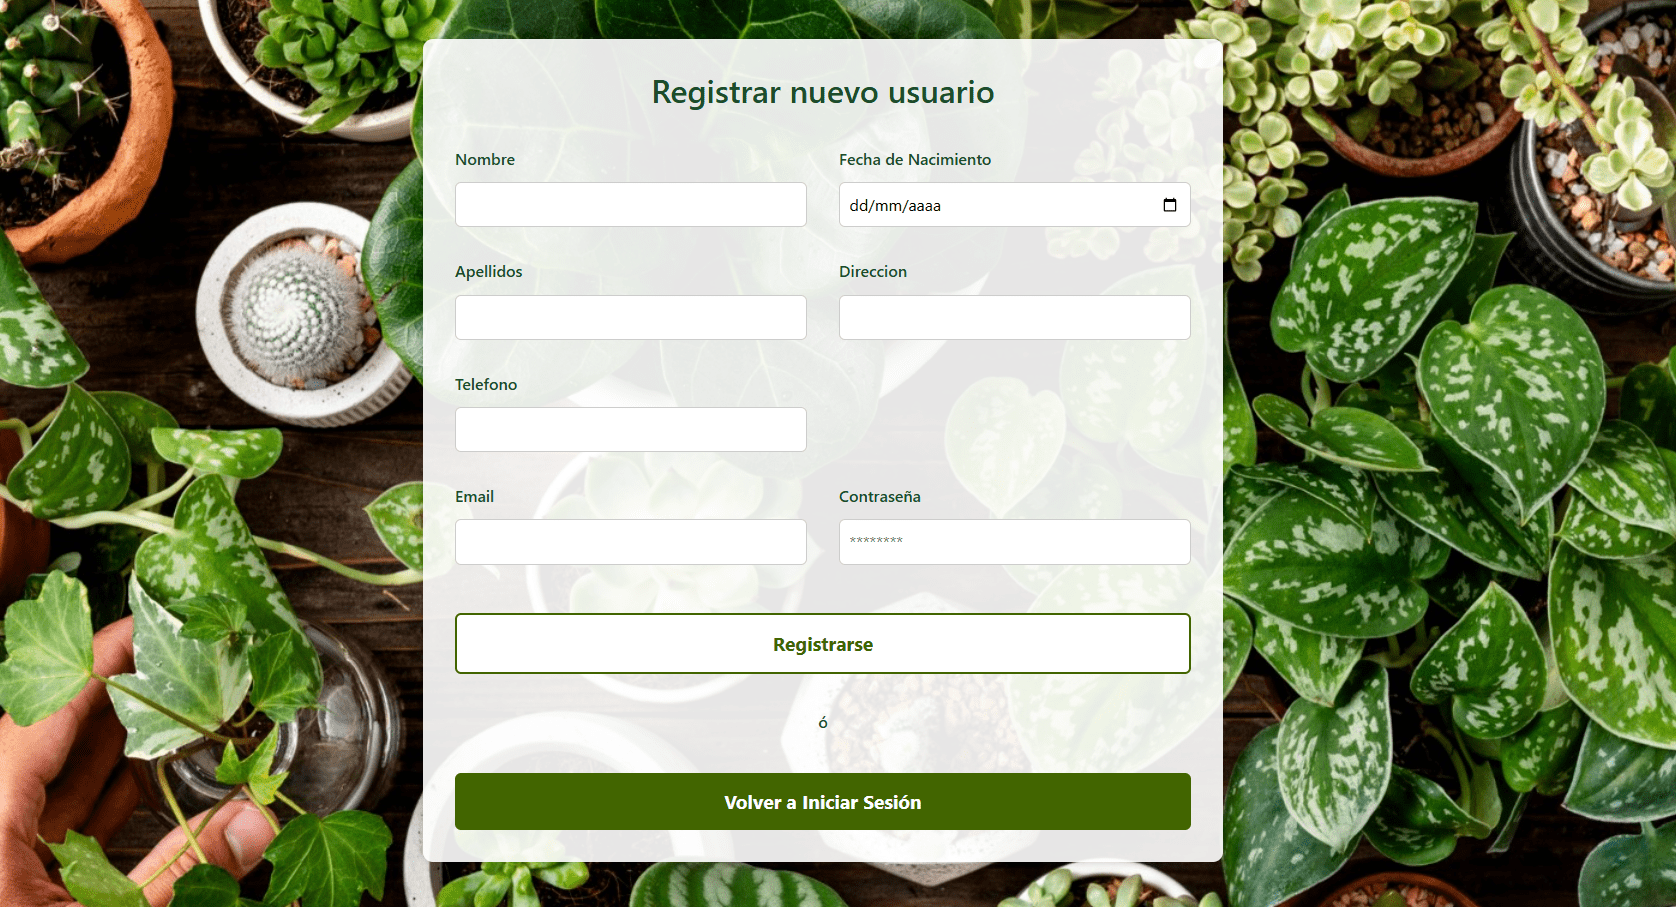 Registrar nuevo usuario
Nombre
Fecha de Nacimiento
dd/mm/aaaa
Apellidos
Direccion
Telefono
Email
Contraseña
********
Registrarse
ó
Volver a Iniciar Sesión